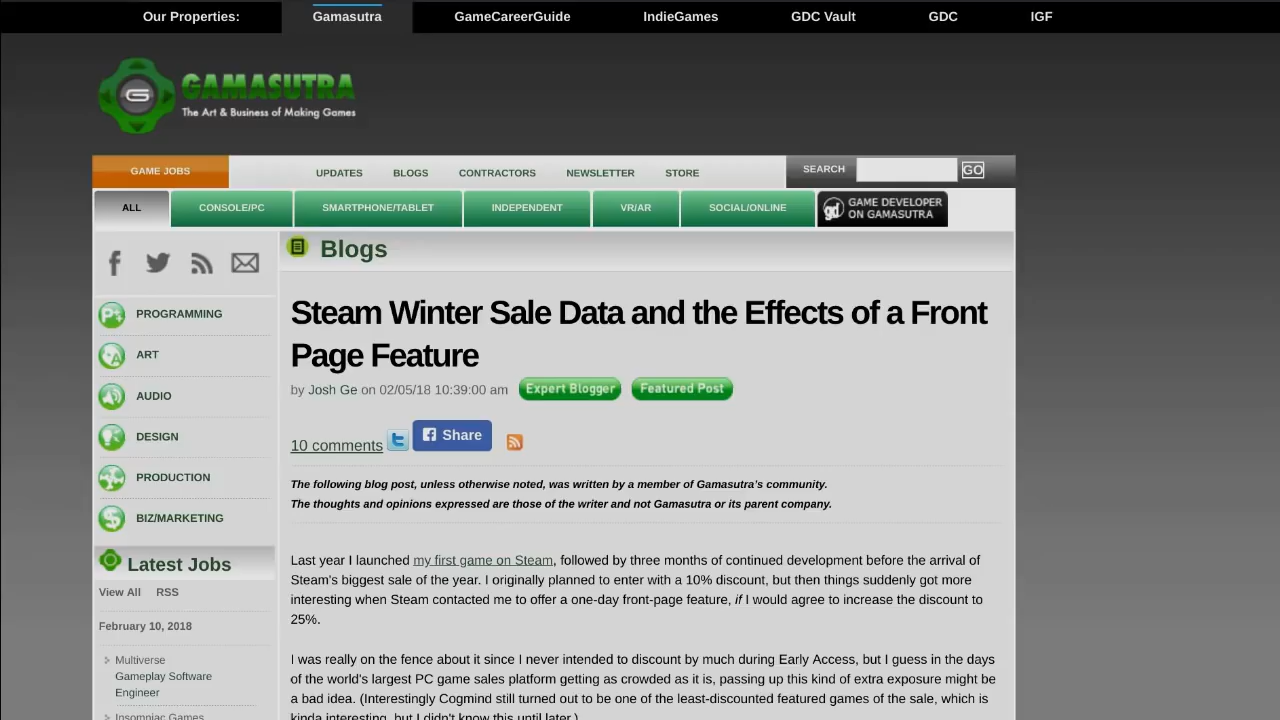 Our Properties: Gamasutra GameCareerGuide IndieGames GDC Vault GDC IGF
GAMASUTRA
The Art & Business of Making Games
GAME JOBS UPDATES BLOGS CONTRACTORS NEWSLETTER STORE SEARCH GO
ALL CONSOLE/PC SMARTPHONE/TABLET INDEPENDENT VR/AR SOCIAL/ONLINE gd GAME DEVELOPER
ON GAMASUTRA
PROGRAMMING
ART
AUDIO
DESIGN
PRODUCTION
BIZ/MARKETING
Latest Jobs
View All RSS
February 10, 2018
Multiverse
Gameplay Software
Engineer
Insomniac Games
Blogs
Steam Winter Sale Data and the Effects of a Front
Page Feature
by Josh Ge on 02/05/18 10:39:00 am Expert Blogger Featured Post
10 comments Share
The following blog post, unless otherwise noted, was written by a member of Gamasutra's community.
The thoughts and opinions expressed are those of the writer and not Gamasutra or its parent company.
Last year I launched my first game on Steam, followed by three months of continued development before the arrival of
Steam's biggest sale of the year. I originally planned to enter with a 10% discount, but then things suddenly got more
interesting when Steam contacted me to offer a one-day front-page feature, if I would agree to increase the discount to
25%.
I was really on the fence about it since I never intended to discount by much during Early Access, but I guess in the days
of the world's largest PC game sales platform getting as crowded as it is, passing up this kind of extra exposure might be
a bad idea. (Interestingly Cogmind still turned out to be one of the least-discounted featured games of the sale, which is
kinda interesting, but I didn't know this until later.)